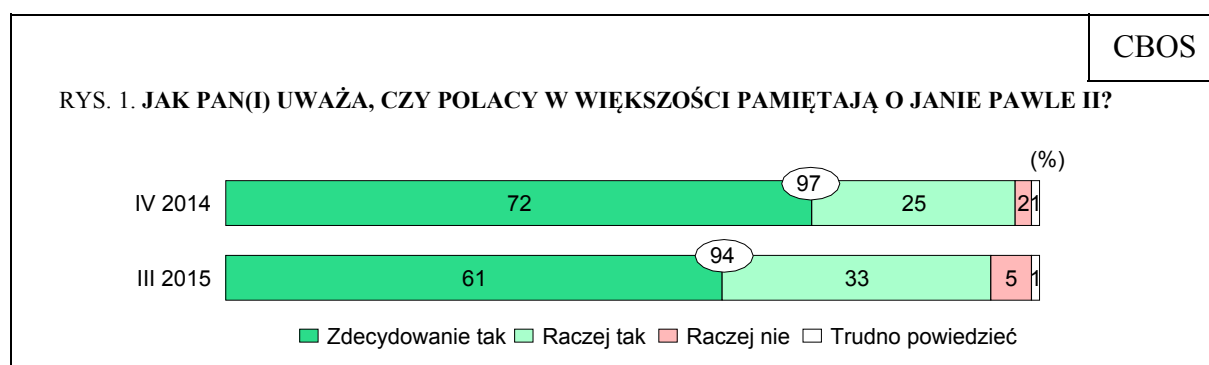 CBOS
RYS. 1. JAK PAN(I) UWAŻA, CZY POLACY W WIĘKSZOŚCI PAMIĘTAJĄ O JANIE PAWLE II?
(%)
IV 2014 72 97 25 2 1
III 2015 61 94 33 5 1
Zdecydowanie tak Raczej tak Raczej nie Trudno powiedzieć